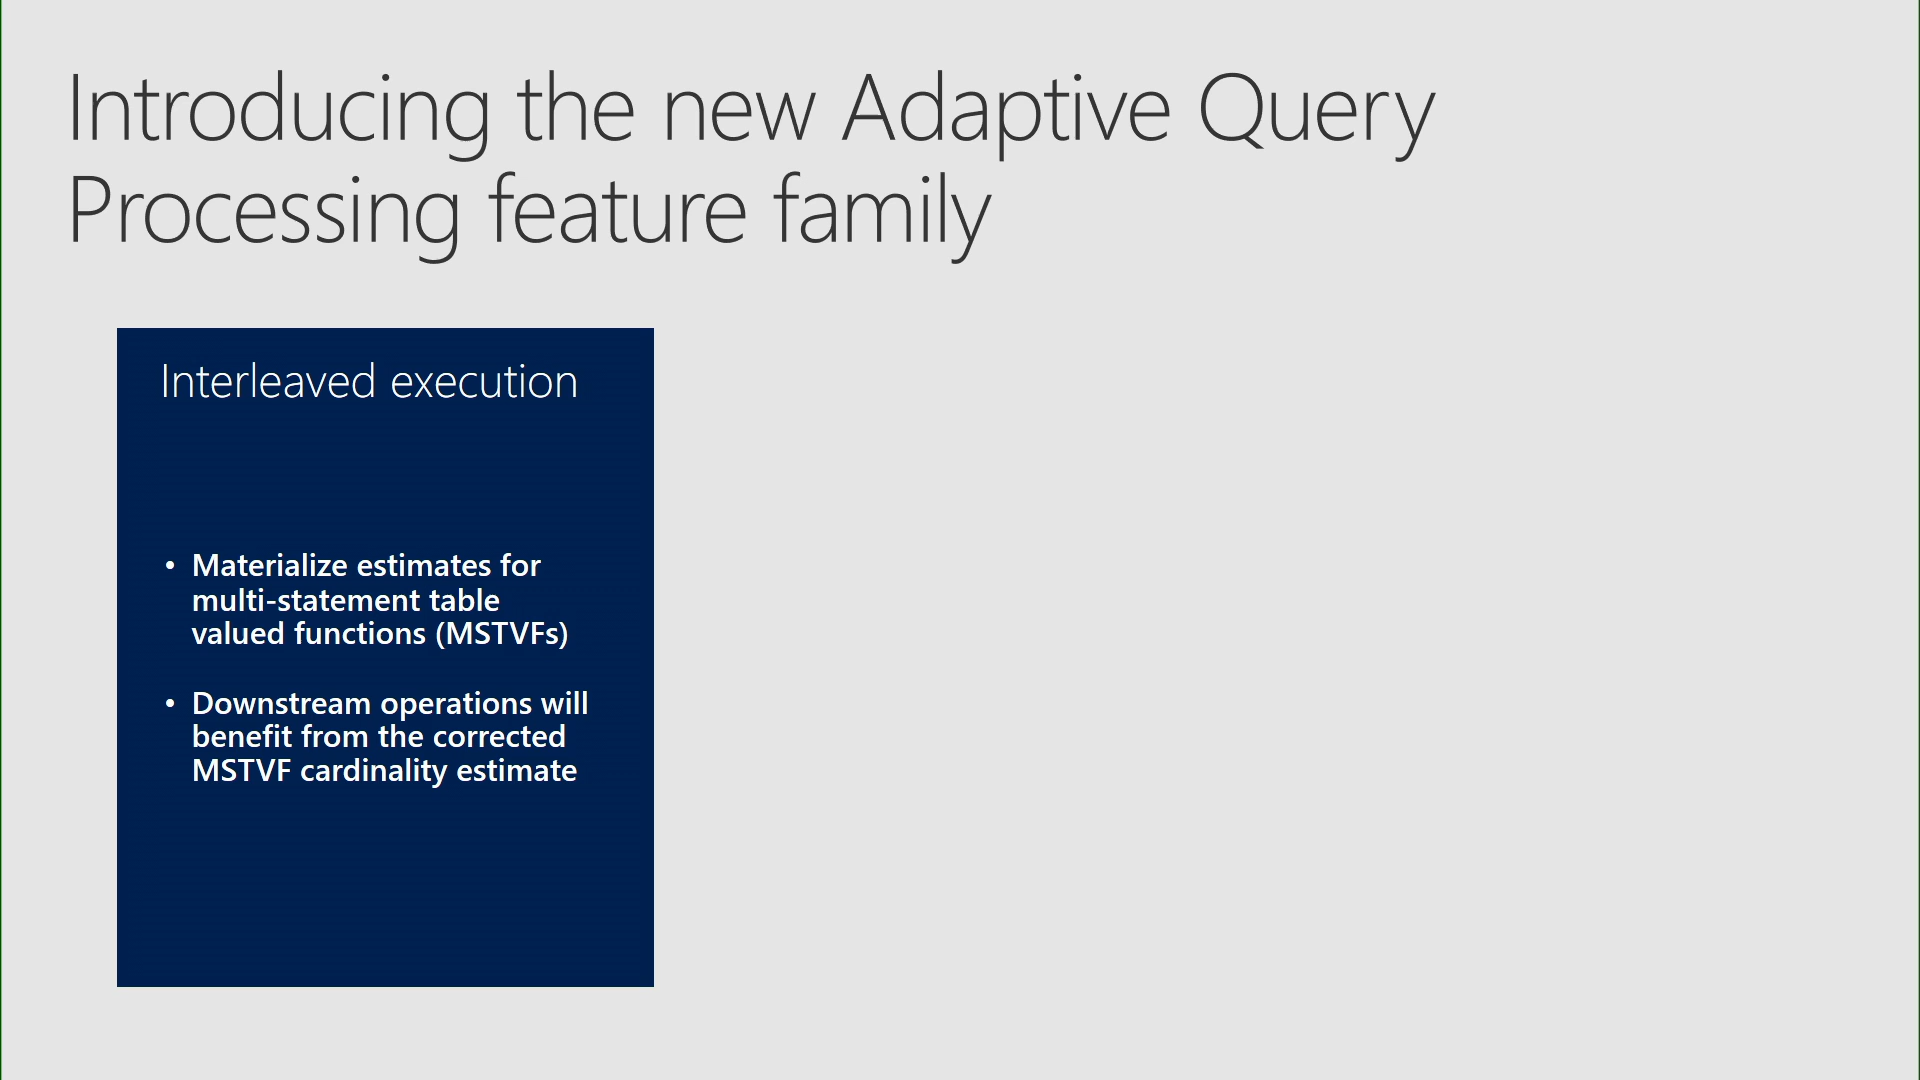 Introducing the new Adaptive Query
Processing feature family
Interleaved execution
• Materialize estimates for
multi-statement table
valued functions (MSTVFs)
• Downstream operations will
benefit from the corrected
MSTVF cardinality estimate